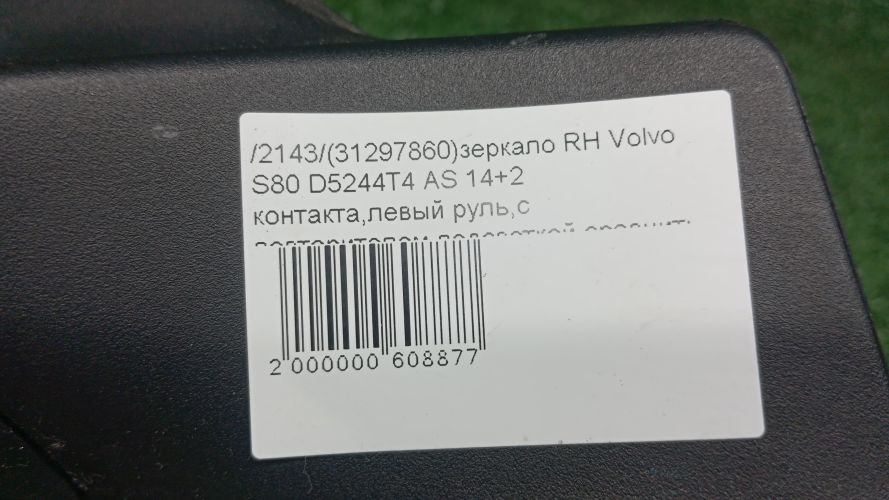 /2143/(31297860)зеркало RH Volvo
S80 D5244T4 AS 14+2
контакта,левый руль,с
2 000000 608877